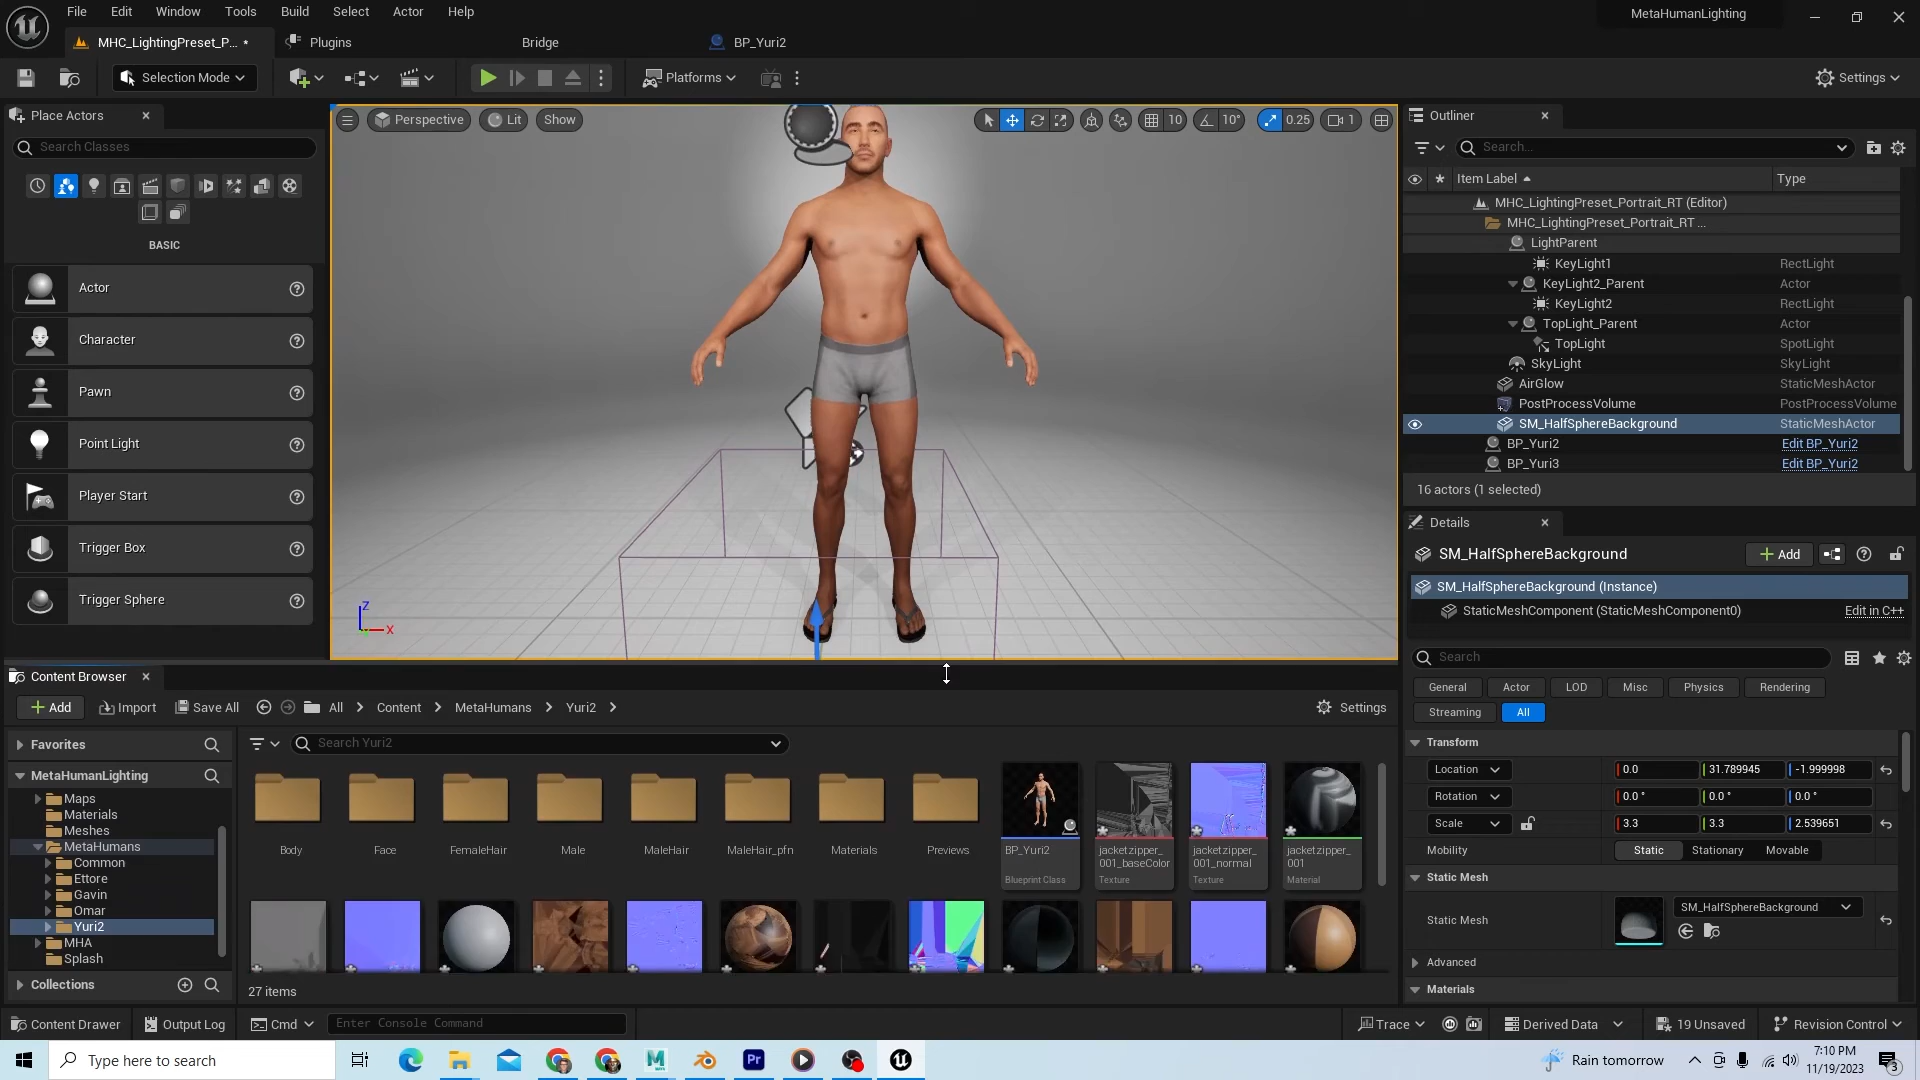 File Edit Window Tools Build Select Actor Help
MetaHumanLighting
MHC_LightingPreset_P... •
Plugins
Bridge
BP_Yuri2
Selection Mode
Platforms
Settings
Place Actors
Search Classes
BASIC
Actor
Character
Pawn
Point Light
Player Start
Trigger Box
Trigger Sphere
Perspective
Lit
Show
10
10°
0.25
1
Z
X
Outliner
Search...
Item Label
Type
MHC_LightingPreset_Portrait_RT (Editor)
MHC_LightingPreset_Portrait_RT ...
LightParent
KeyLight1 RectLight
KeyLight2_Parent Actor
KeyLight2 RectLight
TopLight_Parent Actor
TopLight SpotLight
SkyLight SkyLight
AirGlow StaticMeshActor
PostProcessVolume PostProcessVolume
SM_HalfSphereBackground StaticMeshActor
BP_Yuri2 Edit BP_Yuri2
BP_Yuri3 Edit BP_Yuri2
16 actors (1 selected)
Details
SM_HalfSphereBackground
Add
SM_HalfSphereBackground (Instance)
StaticMeshComponent (StaticMeshComponent0) Edit in C++
Search
General Actor LOD Misc Physics Rendering
Streaming All
Transform
Location 0.0 31.789945 -1.999998
Rotation 0.0 ° 0.0 ° 0.0 °
Scale 3.3 3.3 2.539651
Mobility Static Stationary Movable
Static Mesh
Static Mesh SM_HalfSphereBackground
Advanced
Materials
Content Browser
Add Import Save All All Content MetaHumans Yuri2 Settings
Favorites
Search Yuri2
MetaHumanLighting
Maps
Materials
Meshes
MetaHumans
Common
Ettore
Gavin
Omar
Yuri2
MHA
Splash
Collections
Body Face FemaleHair Male MaleHair MaleHair_pfn Materials Previews
BP_Yuri2
Blueprint Class
jacketzipper_
001_baseColor
Texture
jacketzipper_
001_normal
Texture
jacketzipper_
001
Material
27 items
Content Drawer Output Log Cmd Enter Console Command
Trace Derived Data 19 Unsaved Revision Control
Type here to search
M
Pr
Rain tomorrow
7:10 PM
11/19/2023
3